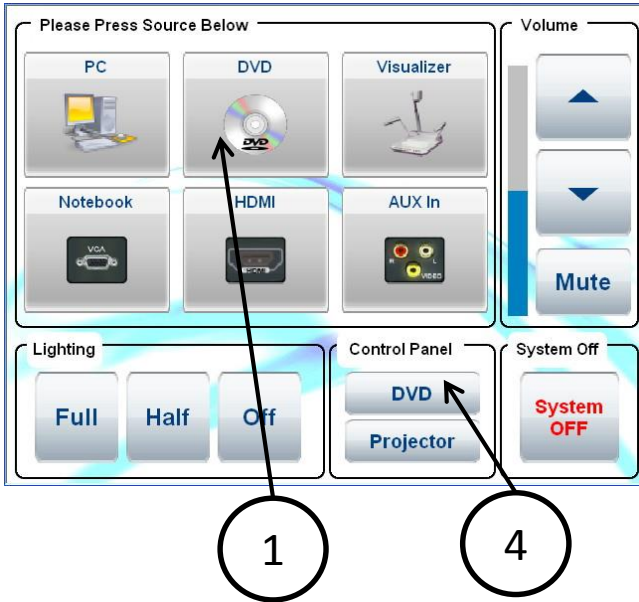 Please Press Source Below
PC
DVD
Visualizer
DVD
Notebook
HDMI
AUX In
VGA
HDMI
R
L
VIDEO
Volume
Mute
Lighting
Full
Half
Off
Control Panel
DVD
Projector
System Off
System
OFF
1
4